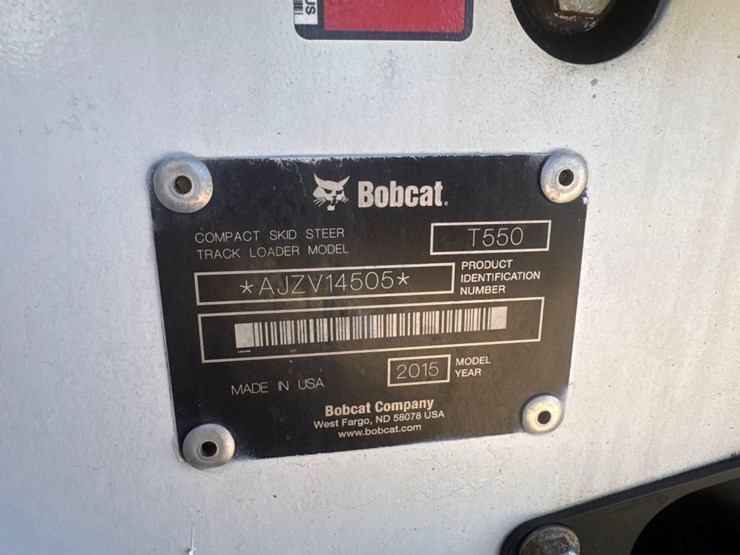 US
Bobcat.
COMPACT SKID STEER
TRACK LOADER MODEL
T550
*AJZV14505*
PRODUCT
IDENTIFICATION
NUMBER
2015
MODEL
YEAR
MADE IN USA
Bobcat Company
West Fargo, ND 58078 USA
www.bobcat.com